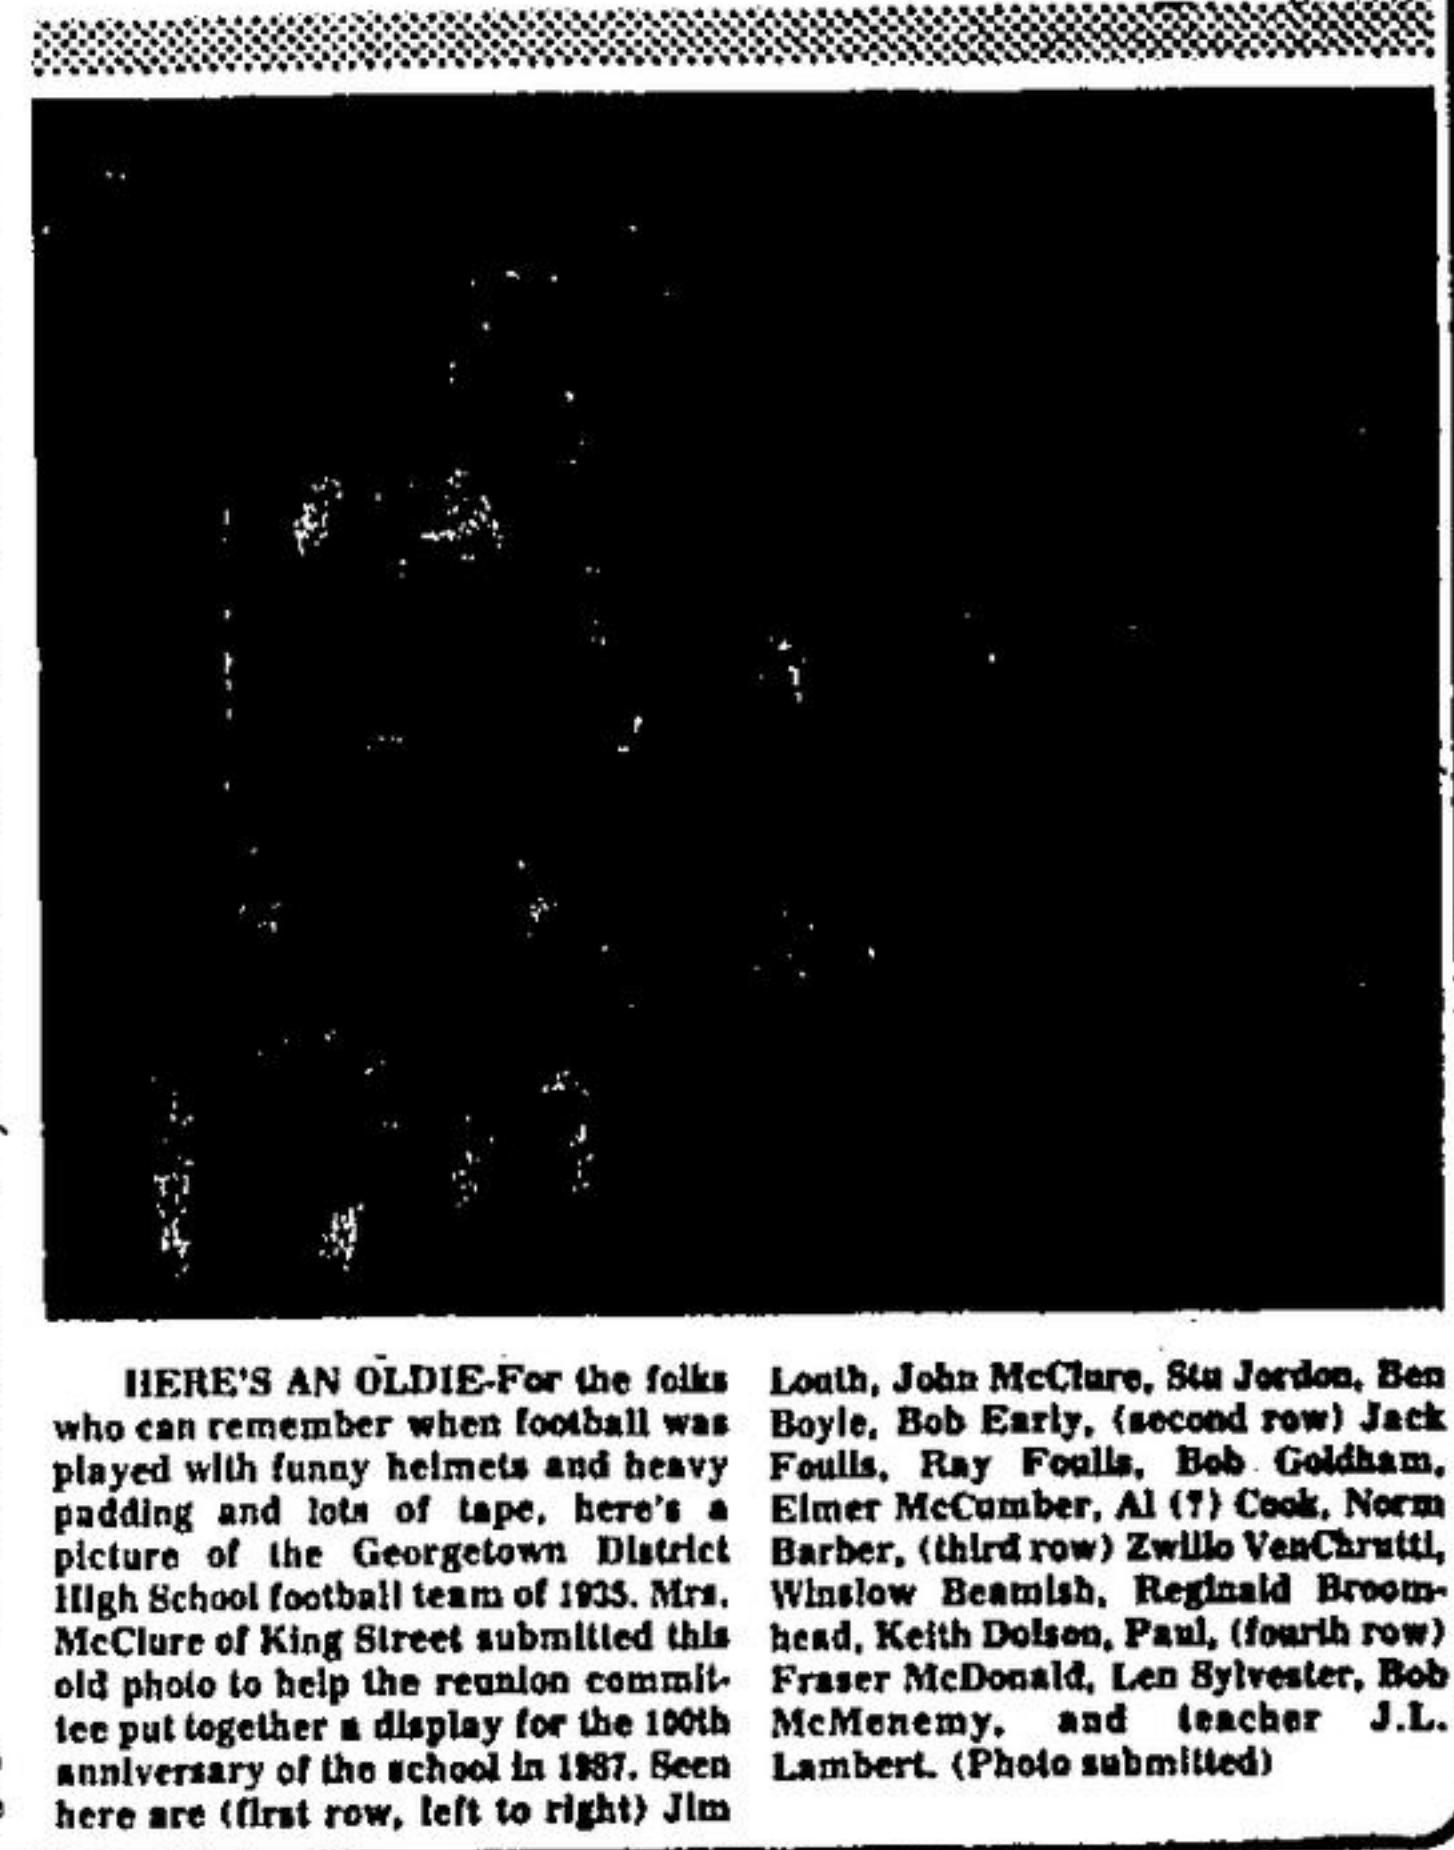 HERE'S AN OLDIE-For the folks
who can remember when football was
played with funny helmets and heavy
padding and lots of tape, here's a
picture of the Georgetown District
High School football team of 1935. Mrs.
McClure of King Street submitted this
old photo to help the reunion commit-
tee put together a display for the 100th
anniversary of the school in 1987. Seen
here are (first row, left to right) Jim
Louth, John McClure, Stu Jordon, Ben
Boyle, Bob Early, (second row) Jack
Foulis, Ray Foulis, Bob Goldham,
Elmer McCumber, Al (?) Cook, Norm
Barber, (third row) Zwillo VenChrutti,
Winslow Beamish, Reginald Broom-
head, Keith Dolson, Paul, (fourth row)
Fraser McDonald, Len Sylvester, Bob
McMenemy, and teacher J.L.
Lambert. (Photo submitted)